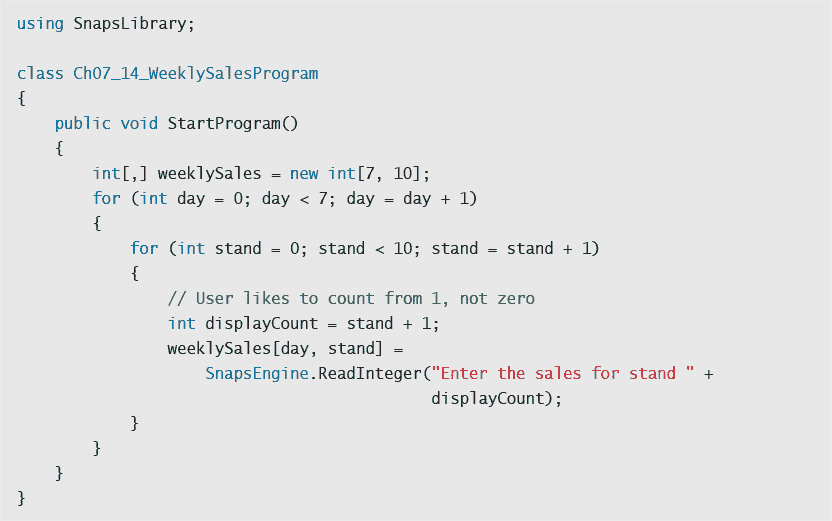 using SnapsLibrary;

class Ch07_14_WeeklySalesProgram
{
    public void StartProgram()
    {
        int[,] weeklySales = new int[7, 10];
        for (int day = 0; day < 7; day = day + 1)
        {
            for (int stand = 0; stand < 10; stand = stand + 1)
            {
                // User likes to count from 1, not zero
                int displayCount = stand + 1;
                weeklySales[day, stand] =
                    SnapsEngine.ReadInteger("Enter the sales for stand " +
                                            displayCount);
            }
        }
    }
}